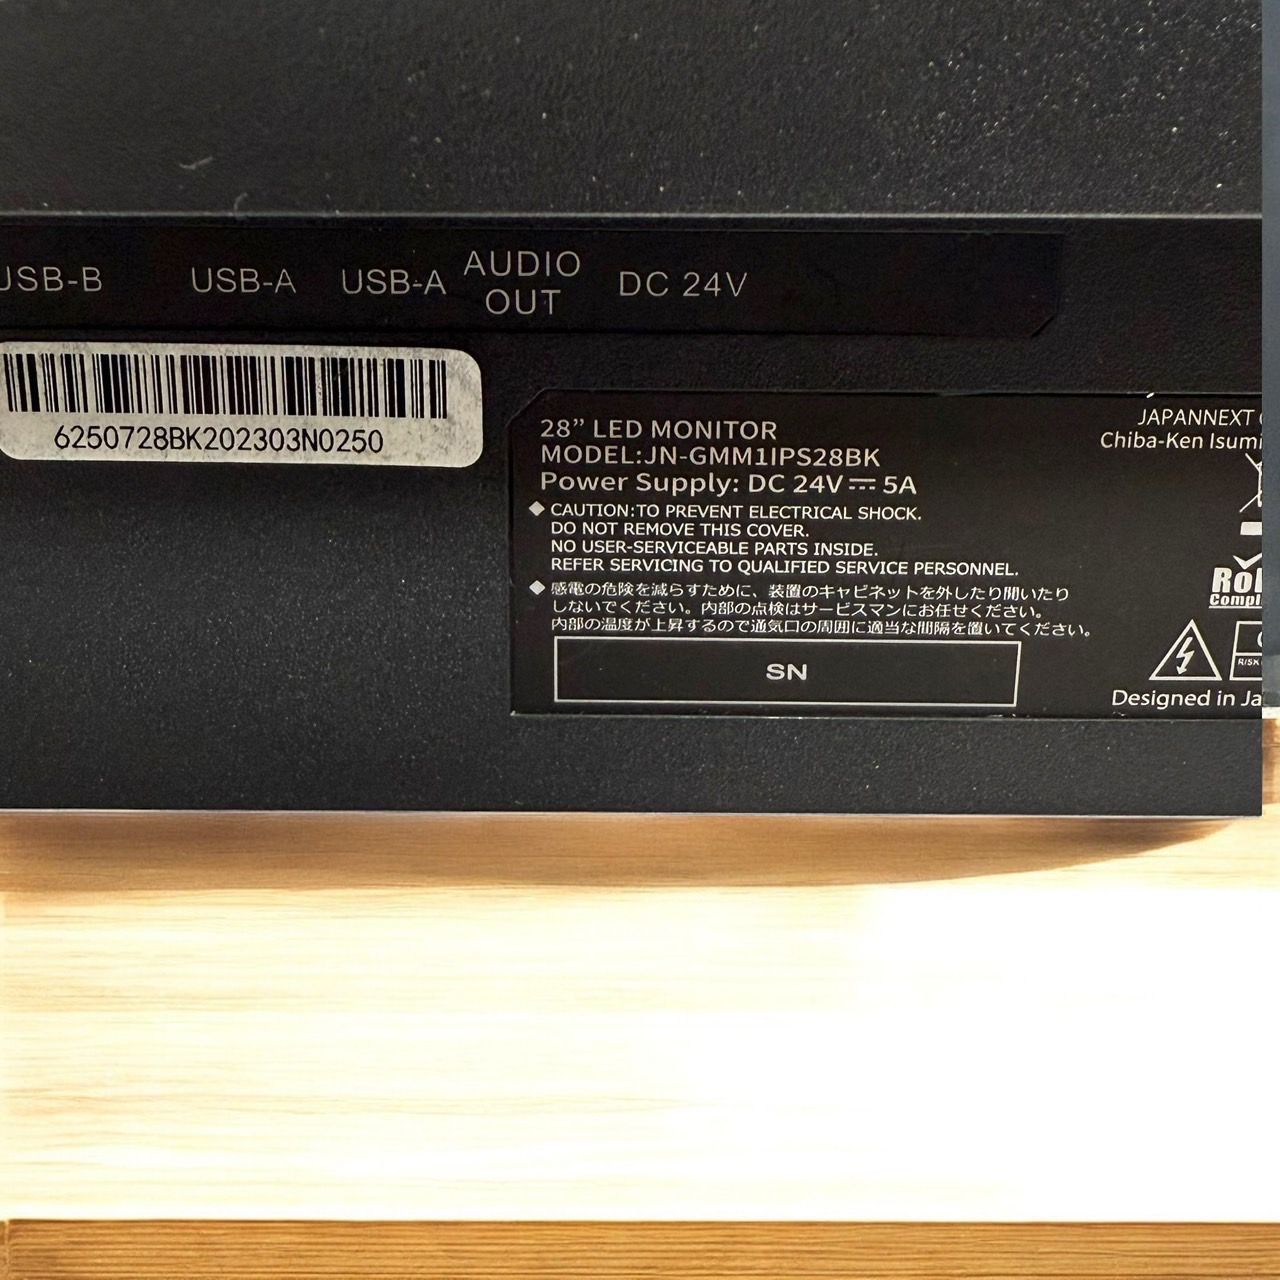 USB-B USB-A USB-A AUDIO OUT DC 24V
6250728BK202303N0250
28” LED MONITOR
MODEL:JN-GMM1IPS28BK
Power Supply: DC 24V⎓5A
◆ CAUTION:TO PREVENT ELECTRICAL SHOCK.
DO NOT REMOVE THIS COVER.
NO USER-SERVICEABLE PARTS INSIDE.
REFER SERVICING TO QUALIFIED SERVICE PERSONNEL.
◆ 感電の危険を減らすために、装置のキャビネットを外したり開いたり
しないでください。内部の点検はサービスマンにお任せください。
内部の温度が上昇するので通気口の周囲に適当な間隔を置いてください。
SN
JAPANNEXT
Chiba-Ken Isumi
Designed in